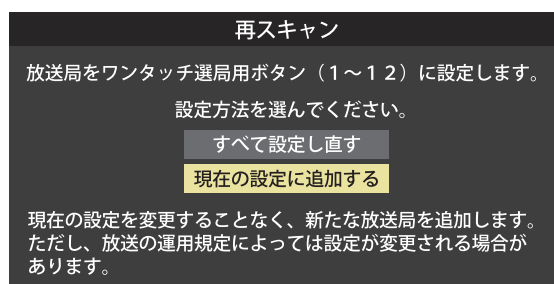 再スキャン
放送局をワンタッチ選局用ボタン（１～１２）に設定します。
設定方法を選んでください。
すべて設定し直す
現在の設定に追加する
現在の設定を変更することなく、新たな放送局を追加します。
ただし、放送の運用規定によっては設定が変更される場合が
あります。